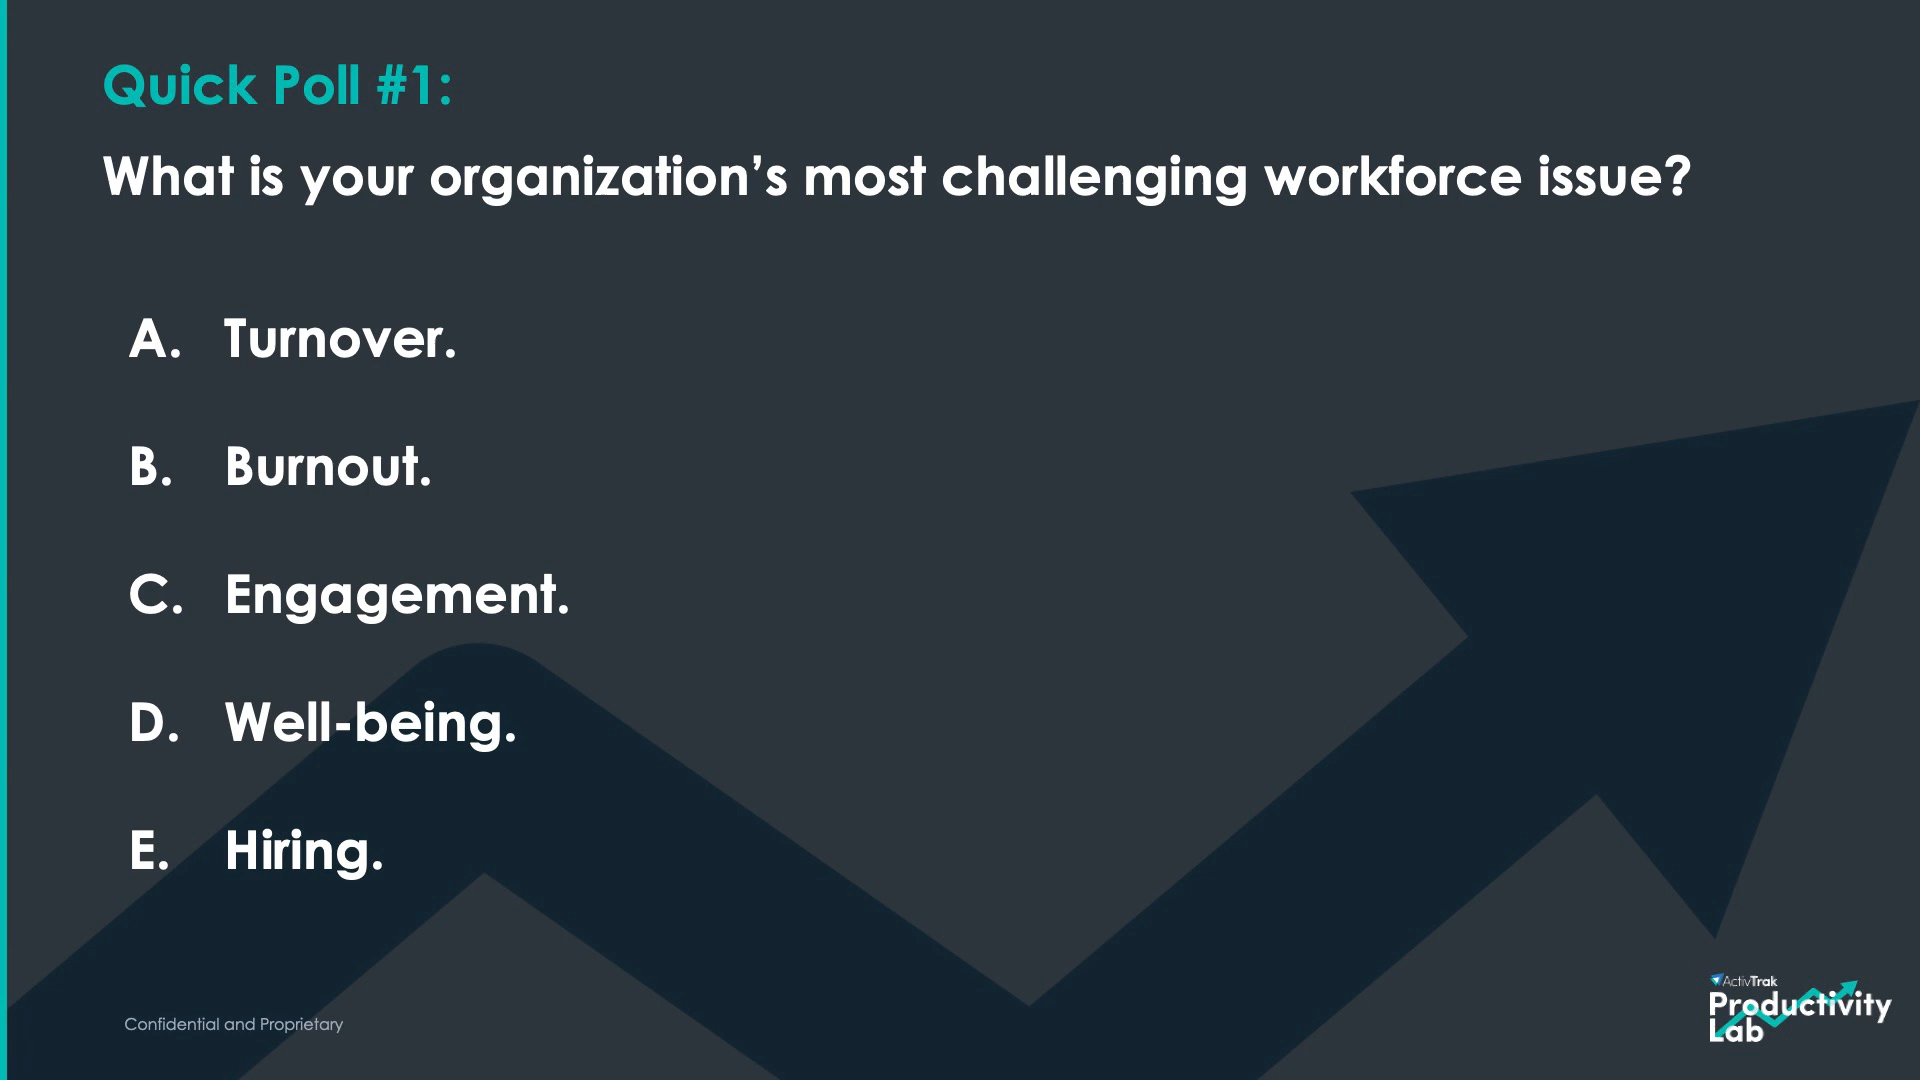 Quick Poll #1:
What is your organization’s most challenging workforce issue?
A. Turnover.
B. Burnout.
C. Engagement.
D. Well-being.
E. Hiring.
Confidential and Proprietary
ActivTrak
Productivity
Lab